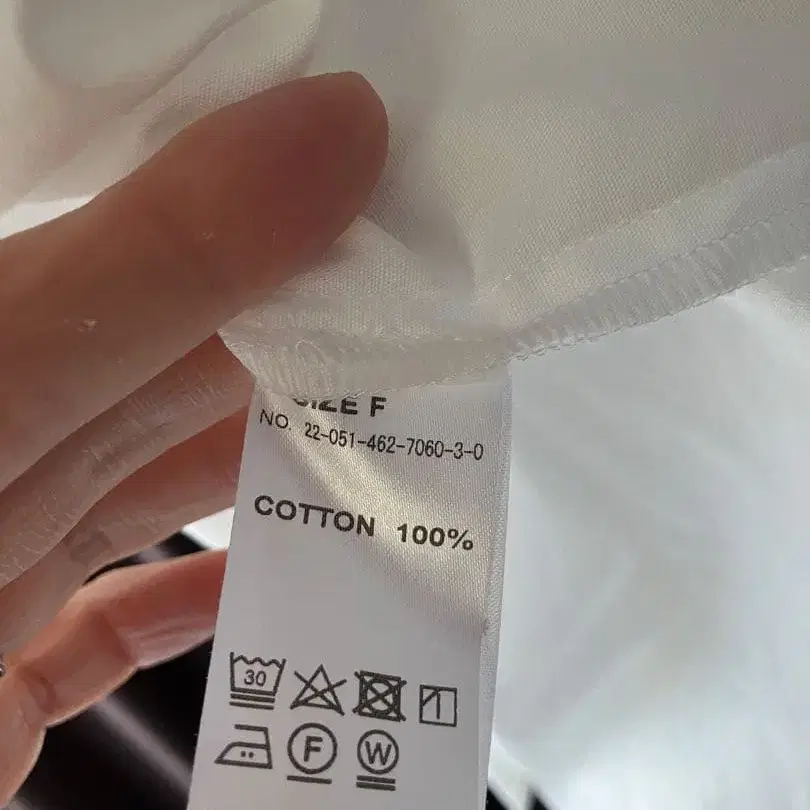 SIZE F
NO. 22-051-462-7060-3-0
COTTON 100%
30
F W